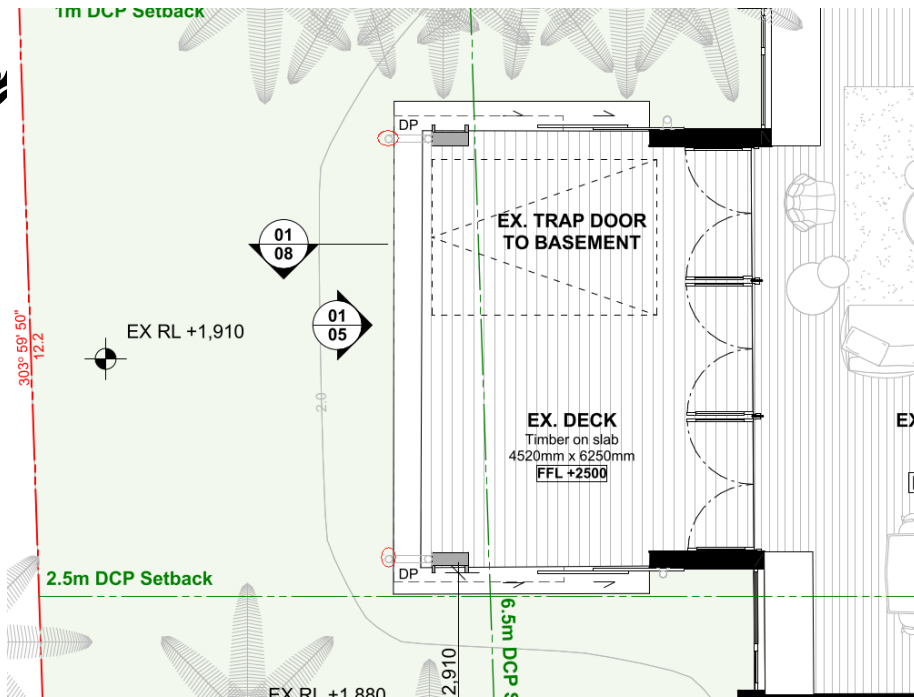 1m DCP Setback
DP
EX. TRAP DOOR
TO BASEMENT
01
08
01
05
EX RL +1,910
303° 59' 50"
12.2
2.0
EX. DECK
Timber on slab
4520mm x 6250mm
FFL +2500
EX
DP
2.5m DCP Setback
6.5m DCP S
2,910
EX RL +1,880